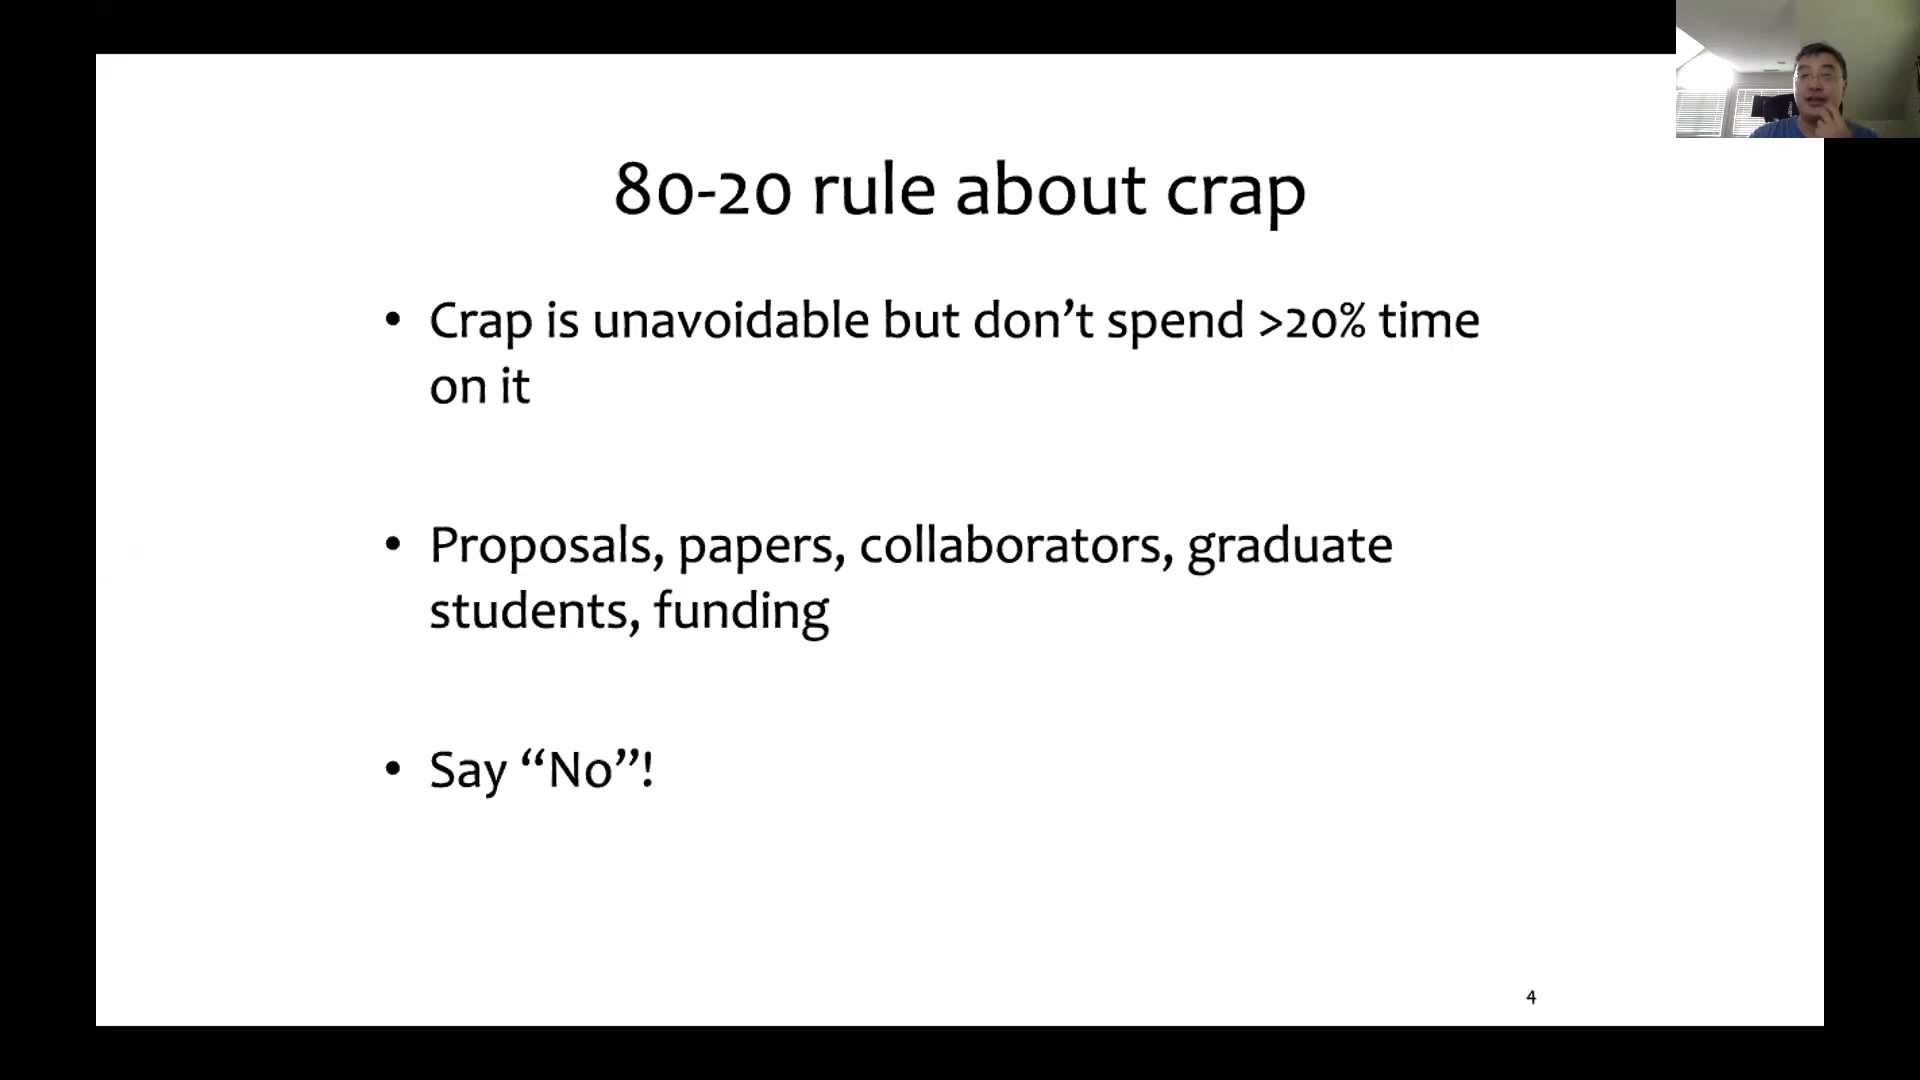 80-20 rule about crap
• Crap is unavoidable but don’t spend >20% time
on it
• Proposals, papers, collaborators, graduate
students, funding
• Say “No”!
4